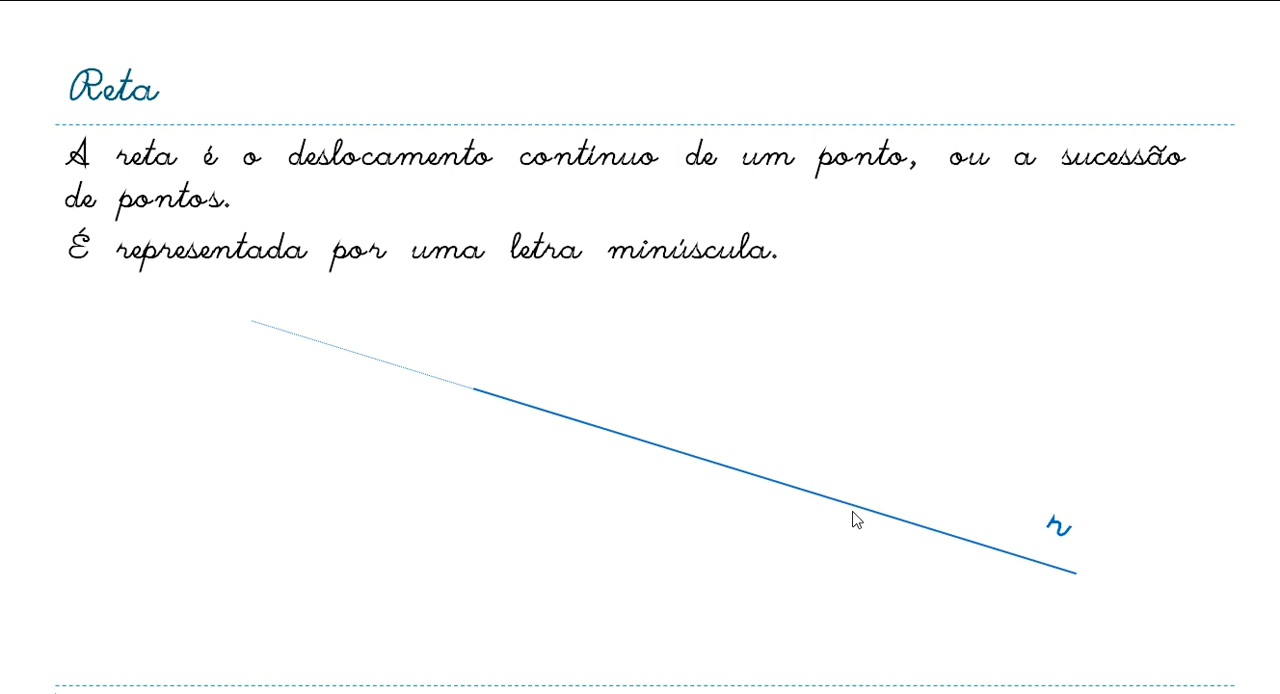 Reta
A reta é o deslocamento contínuo de um ponto, ou a sucessão
de pontos.
É representada por uma letra minúscula.
r